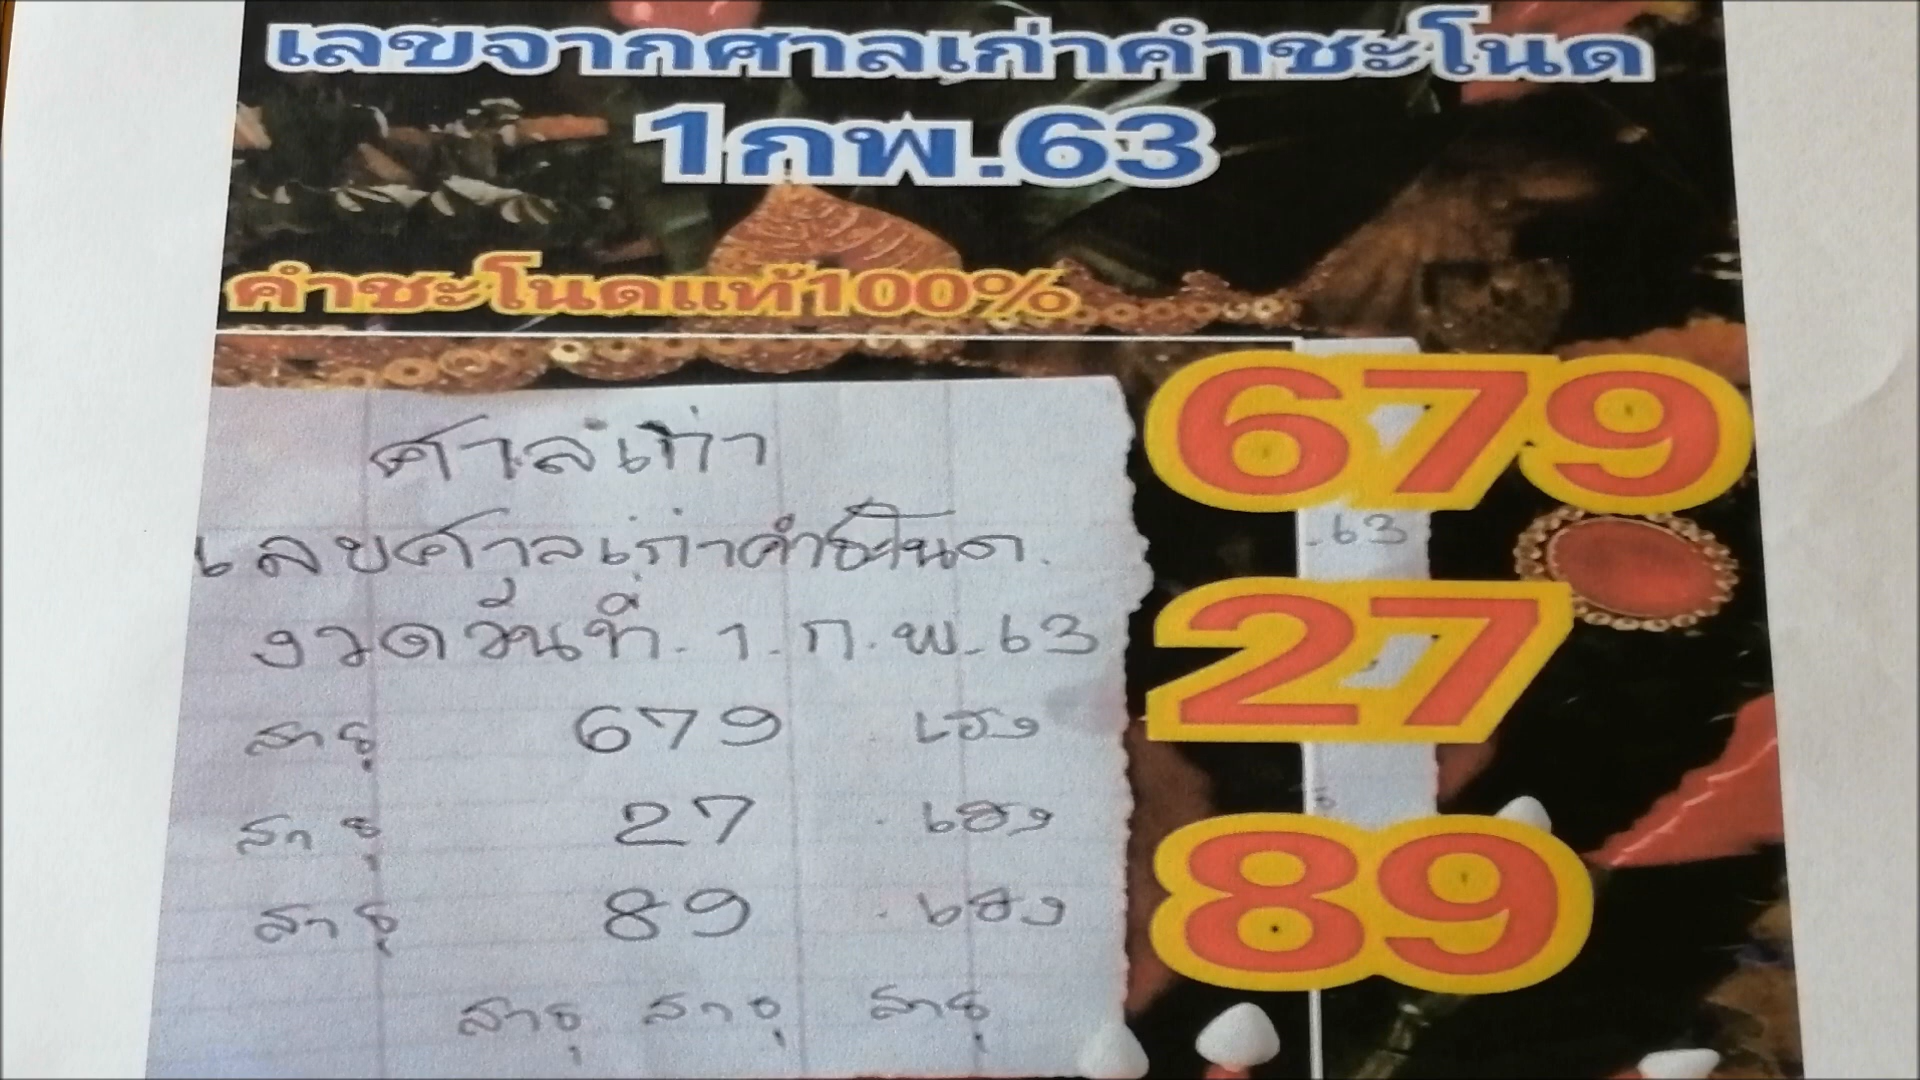 เลขจากศาลเก่าคำชะโนด
1กพ.63
คำชะโนดแท้100%
ศาลเก่า
เลขศาลเก่าคำชะโนด.
งวดวันที่. 1. ก. พ. 63
สาธุ 679 เฮง
สาธุ 27 . เฮง
สาธุ 89 . เฮง
สาธุ สาธุ สาธุ
679
.63
27
89